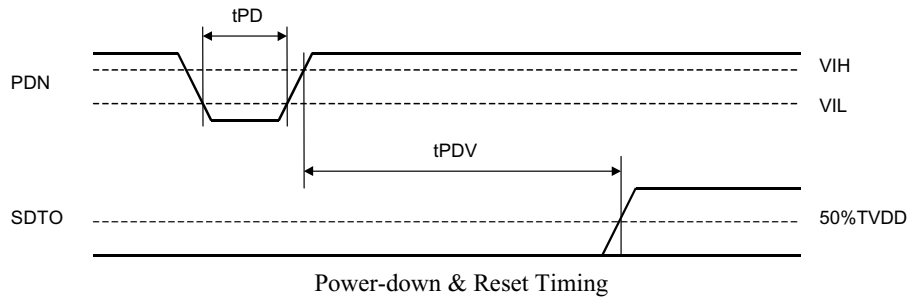 tPD
PDN
VIH
VIL
tPDV
SDTO
50%TVDD
Power-down & Reset Timing